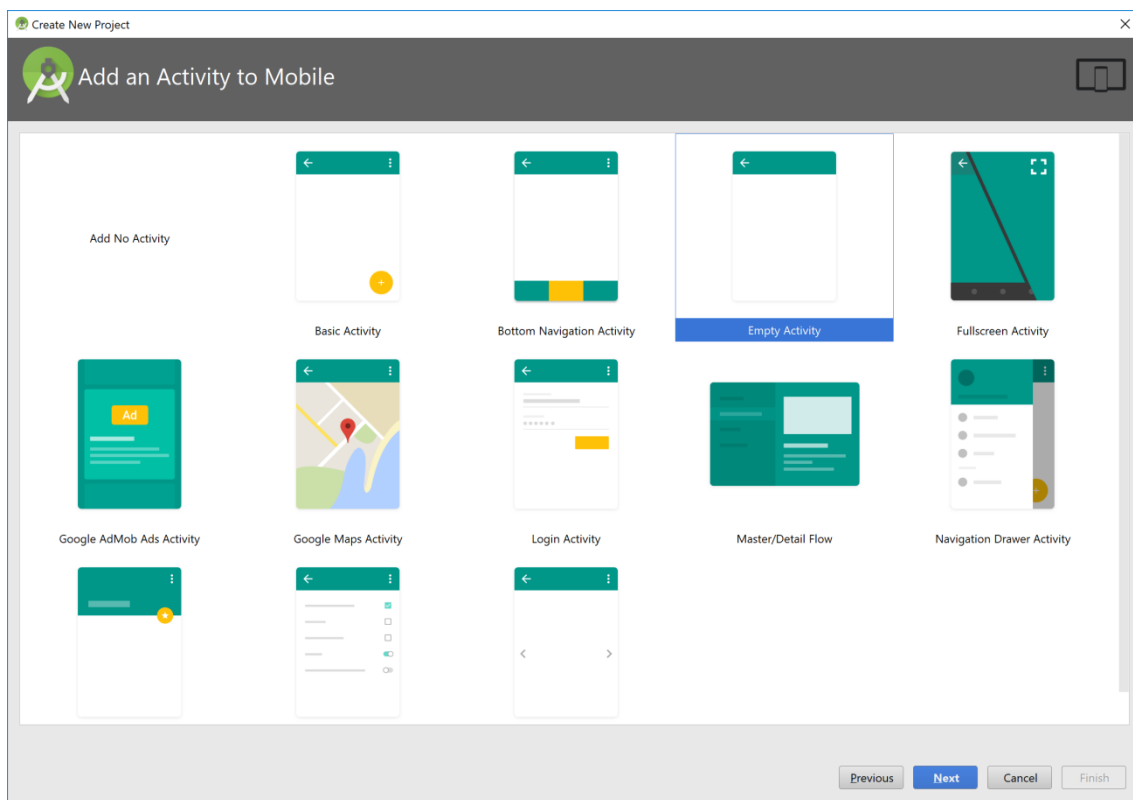 Create New Project
Add an Activity to Mobile
Add No Activity
Basic Activity
Bottom Navigation Activity
Empty Activity
Fullscreen Activity
Ad
Google AdMob Ads Activity
Google Maps Activity
Login Activity
Master/Detail Flow
Navigation Drawer Activity
Previous
Next
Cancel
Finish